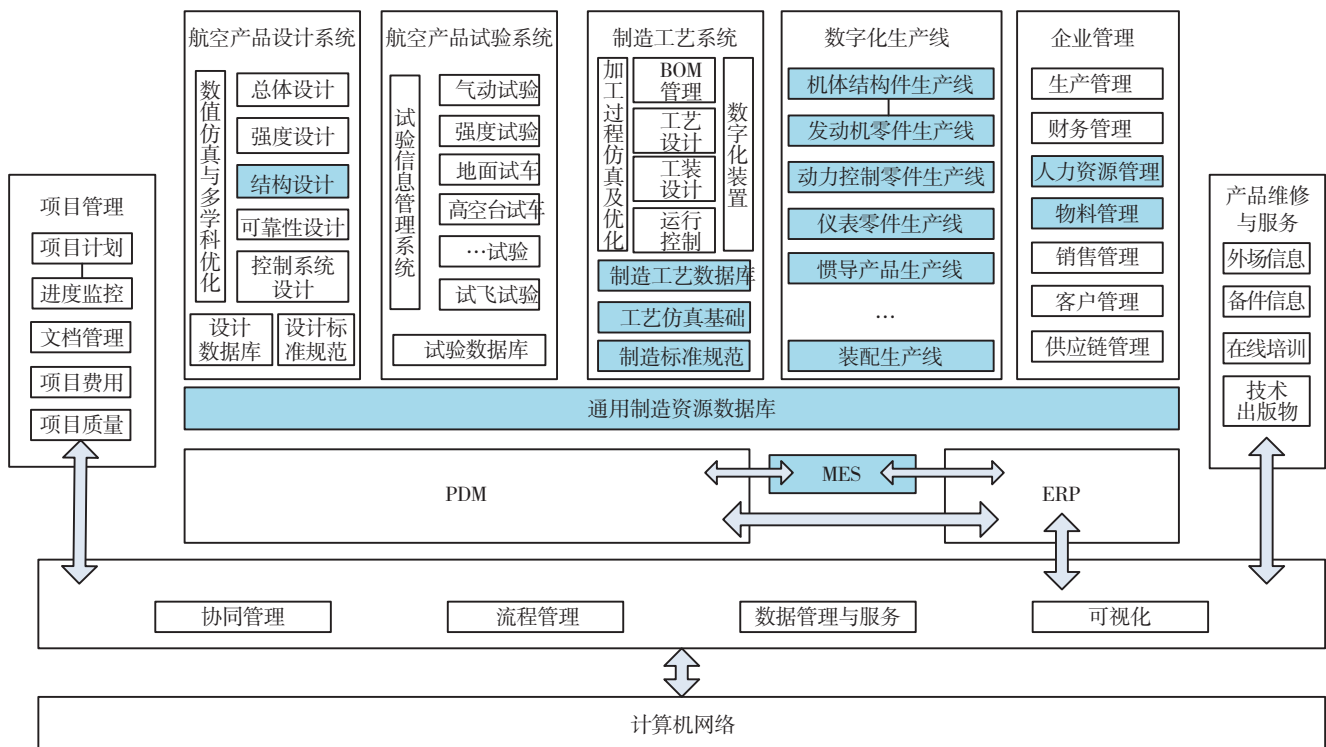 项目管理
项目计划
进度监控
文档管理
项目费用
项目质量
航空产品设计系统
数值仿真与多学科优化
总体设计
强度设计
结构设计
可靠性设计
控制系统
设计
设计
数据库
设计标
准规范
航空产品试验系统
试验信息管理系统
气动试验
强度试验
地面试车
高空台试车
…试验
试飞试验
试验数据库
制造工艺系统
加工过程仿真及优化
BOM
管理
工艺
设计
工装
设计
运行
控制
数字化装置
制造工艺数据库
工艺仿真基础
制造标准规范
数字化生产线
机体结构件生产线
发动机零件生产线
动力控制零件生产线
仪表零件生产线
惯导产品生产线
…
装配生产线
企业管理
生产管理
财务管理
人力资源管理
物料管理
销售管理
客户管理
供应链管理
产品维修
与服务
外场信息
备件信息
在线培训
技术
出版物
通用制造资源数据库
PDM
MES
ERP
协同管理
流程管理
数据管理与服务
可视化
计算机网络